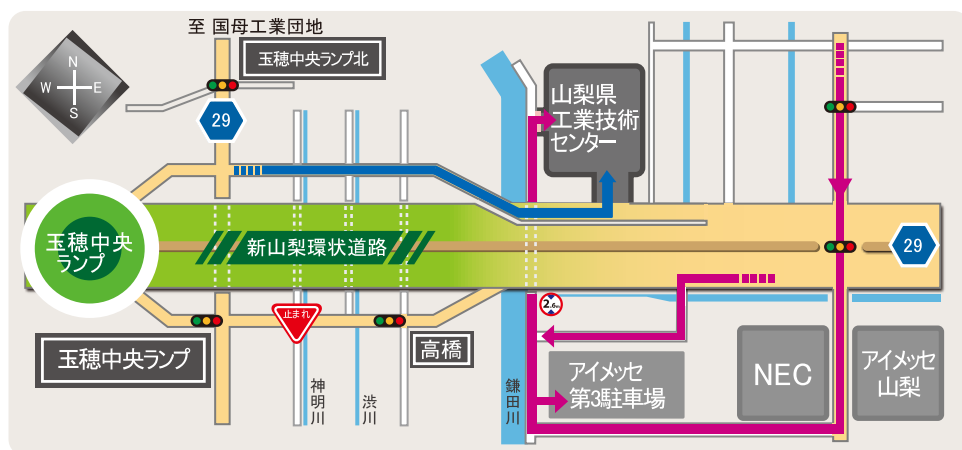 至 国母工業団地
玉穂中央ランプ北
N
W
E
S
29
山梨県
工業技術
センター
玉穂中央
ランプ
新山梨環状道路
29
2.6m
止まれ
玉穂中央ランプ
高橋
神明川
渋川
鎌田川
アイメッセ
第3駐車場
NEC
アイメッセ
山梨